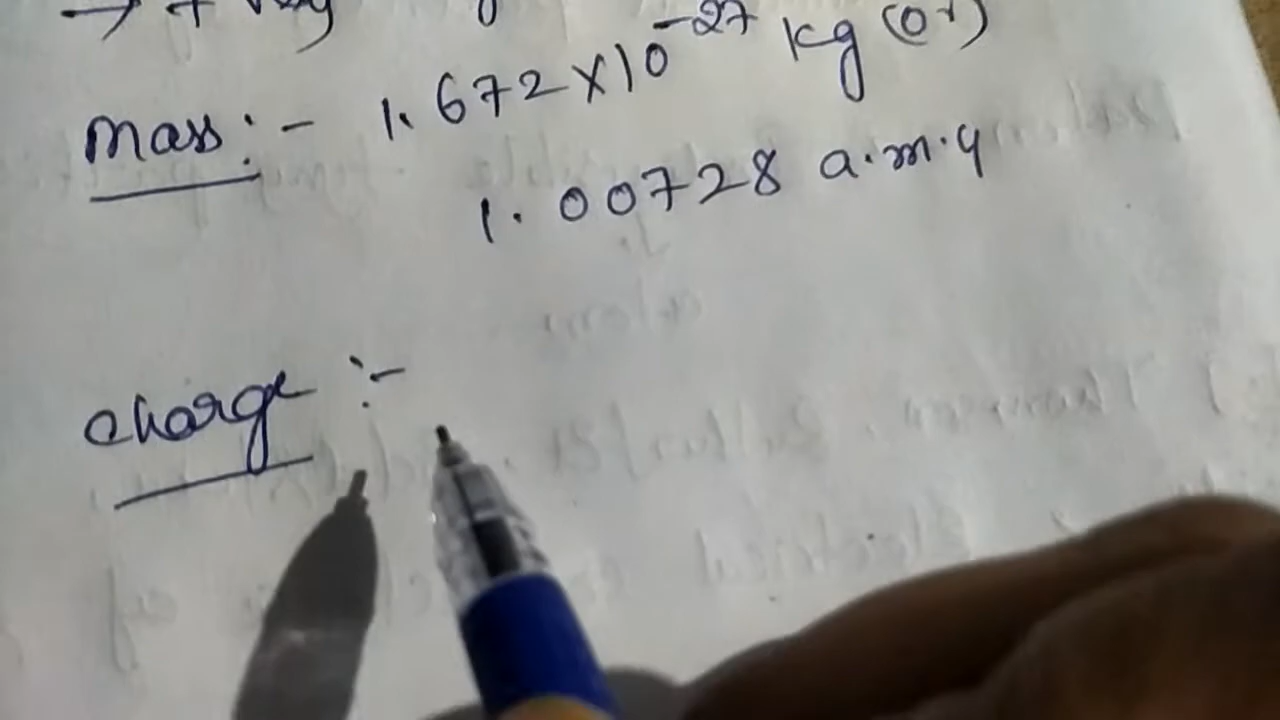 → +
Mass :- 1.672×10⁻²⁷ kg (or)
1.00728 a.m.u
charge :-